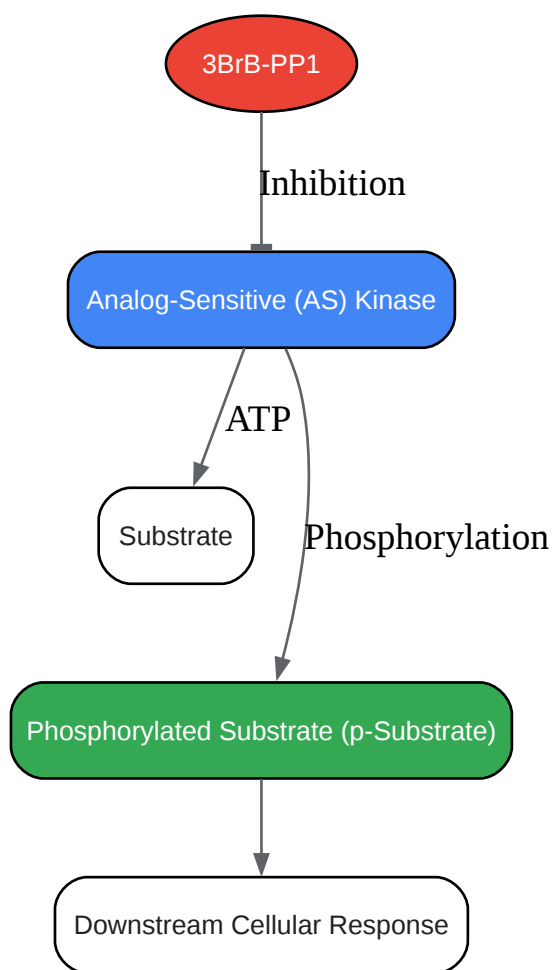 3BrB-PP1
Inhibition
Analog-Sensitive (AS) Kinase
ATP
Substrate
Phosphorylation
Phosphorylated Substrate (p-Substrate)
Downstream Cellular Response